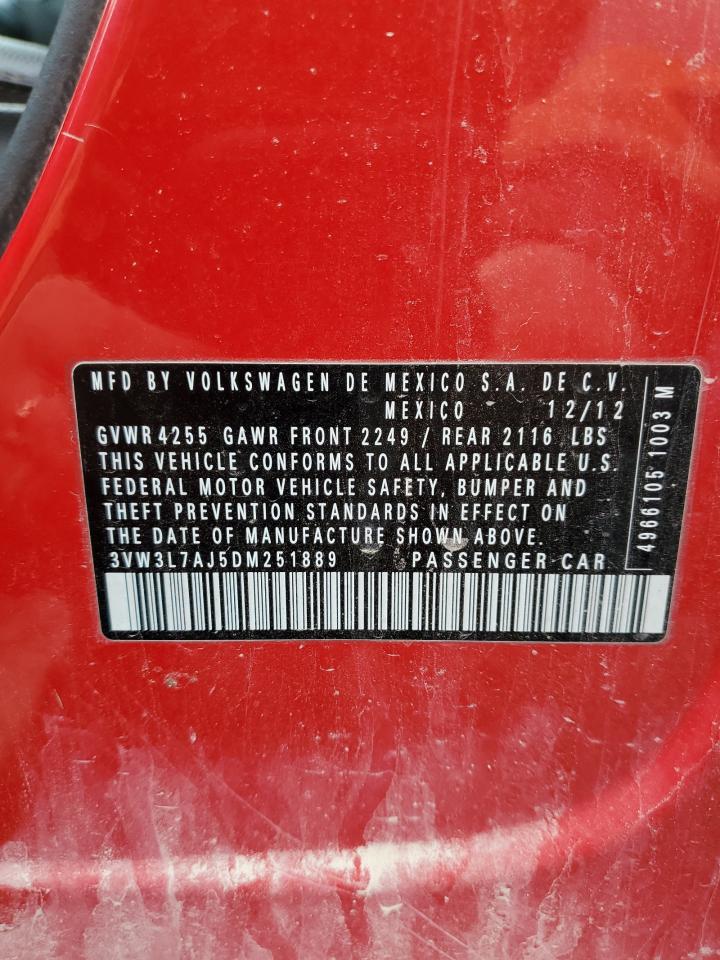 MFD BY VOLKSWAGEN DE MEXICO S.A. DE C.V.
MEXICO 12/12
GVWR 4255 GAWR FRONT 2249 / REAR 2116 LBS
THIS VEHICLE CONFORMS TO ALL APPLICABLE U.S.
FEDERAL MOTOR VEHICLE SAFETY, BUMPER AND
THEFT PREVENTION STANDARDS IN EFFECT ON
THE DATE OF MANUFACTURE SHOWN ABOVE.
3VW3L7AJ5DM251889 PASSENGER CAR
4966105 1003 M